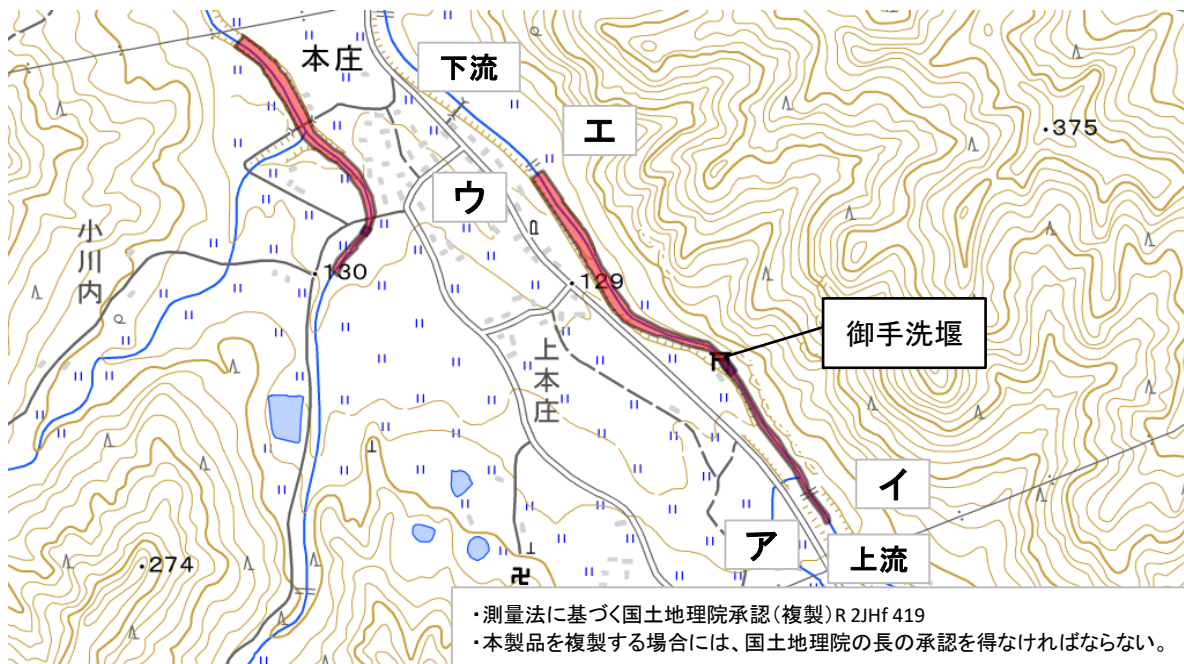 本庄
下流
エ
・375
ウ
小川内
・130
・129
御手洗堰
上本庄
イ
ア
上流
・274
・測量法に基づく国土地理院承認(複製)R 2JHf 419
・本製品を複製する場合には、国土地理院の長の承認を得なければならない。